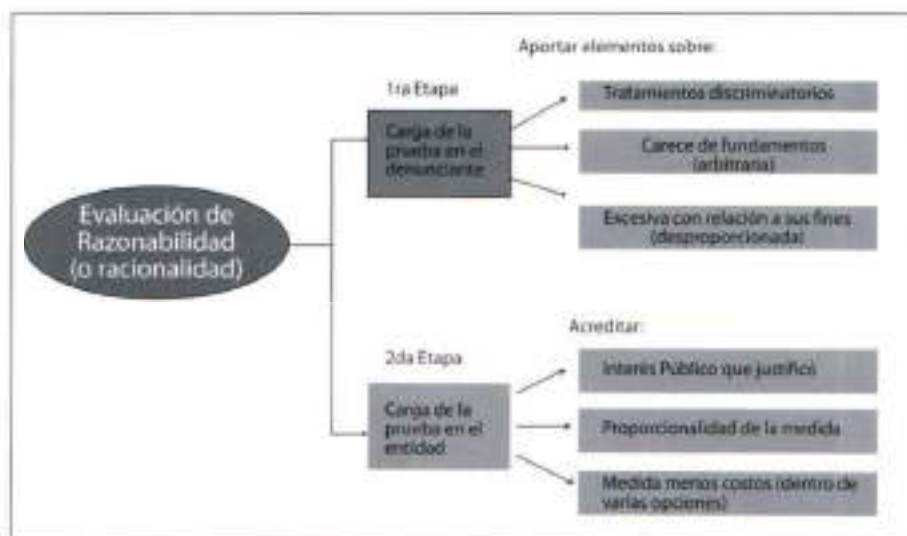 Aportar elementos sobre:
1ra Etapa
Carga de la
prueba en el
denunciante
Tratamientos discriminatorios
Carece de fundamentos
(arbitraria)
Excesiva con relación a sus fines
(desproporcionada)
Evaluación de
Razonabilidad
(o racionalidad)
Acreditar:
2da Etapa
Carga de la
prueba en el
entidad
Interés Público que justificó
Proporcionalidad de la medida
Medida menos costos (dentro de
varias opciones)